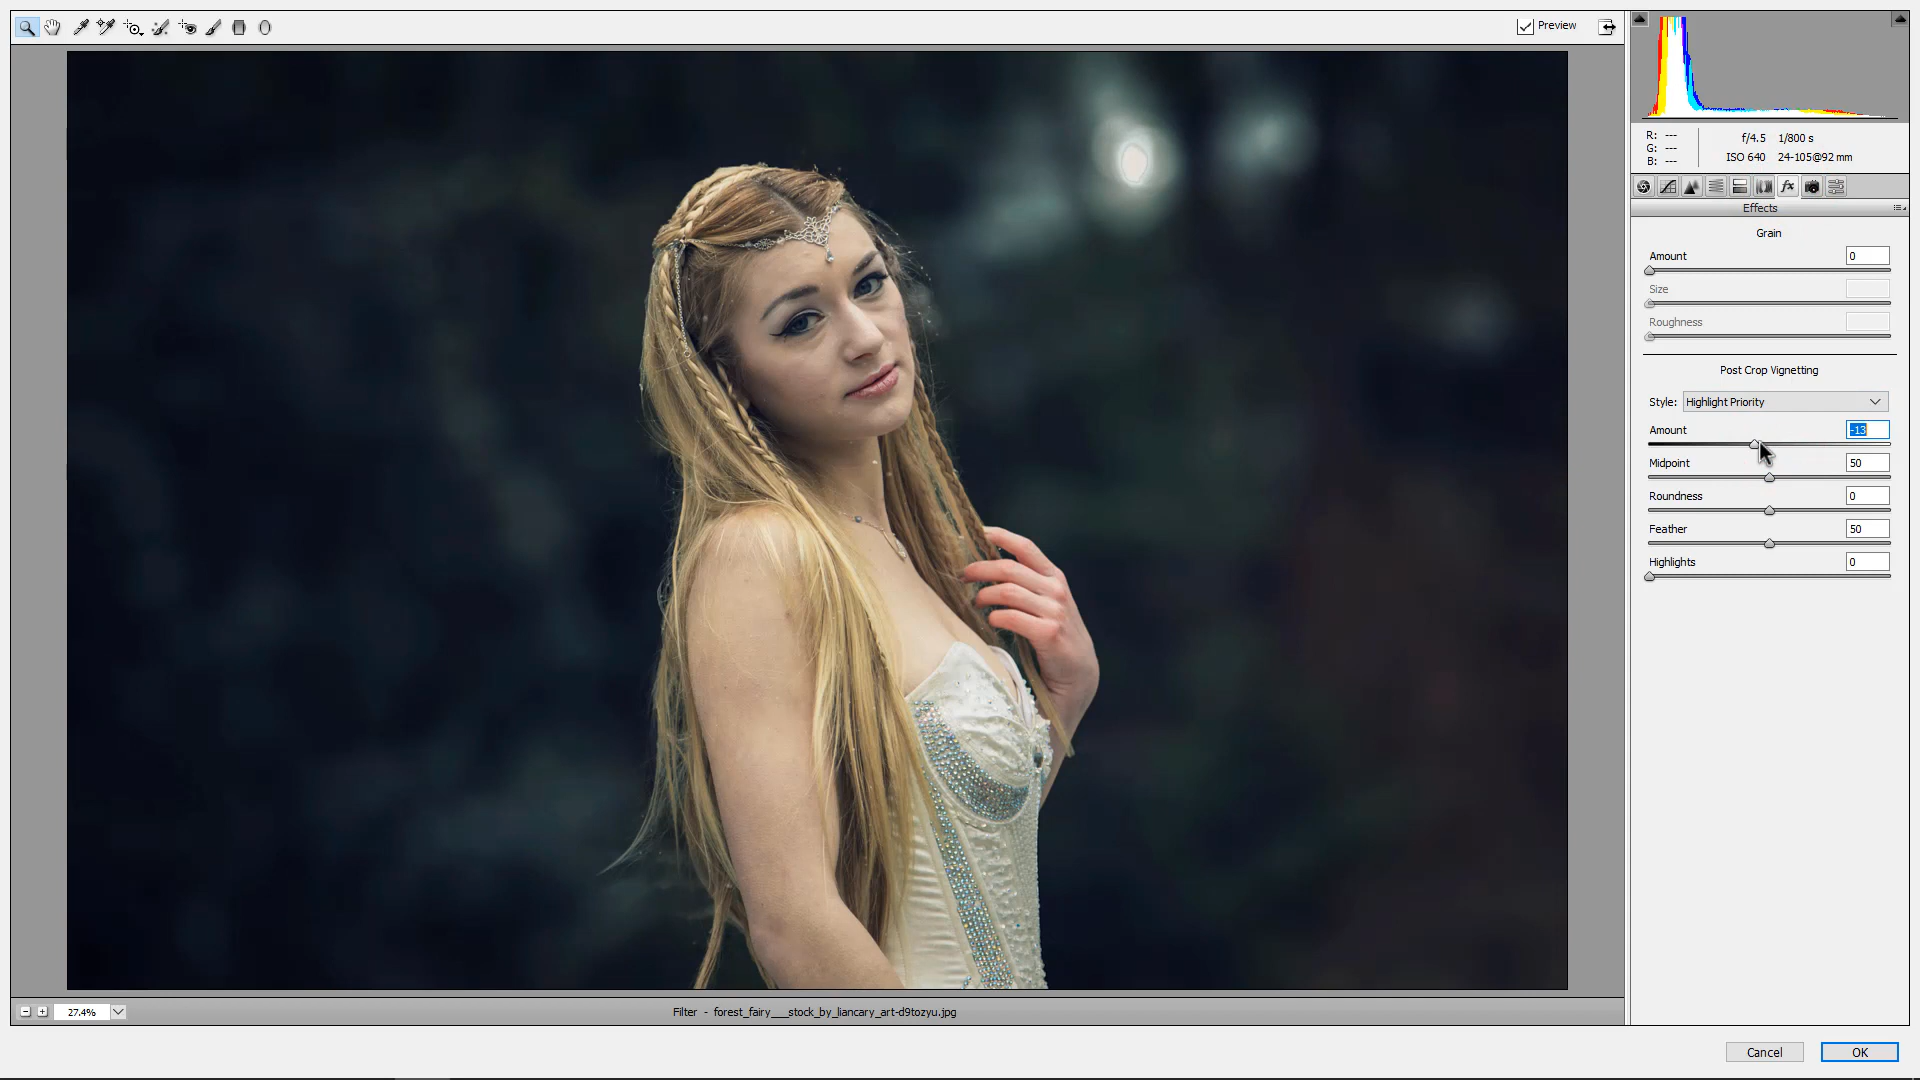 Preview
R: ---
G: ---
B: ---
f/4.5 1/800 s
ISO 640 24-105@92 mm
fx
Effects
Grain
Amount 0
Size
Roughness
Post Crop Vignetting
Style: Highlight Priority
Amount -13
Midpoint 50
Roundness 0
Feather 50
Highlights 0
27.4%
Filter - forest_fairy___stock_by_liancary_art-d9tozyu.jpg
Cancel OK